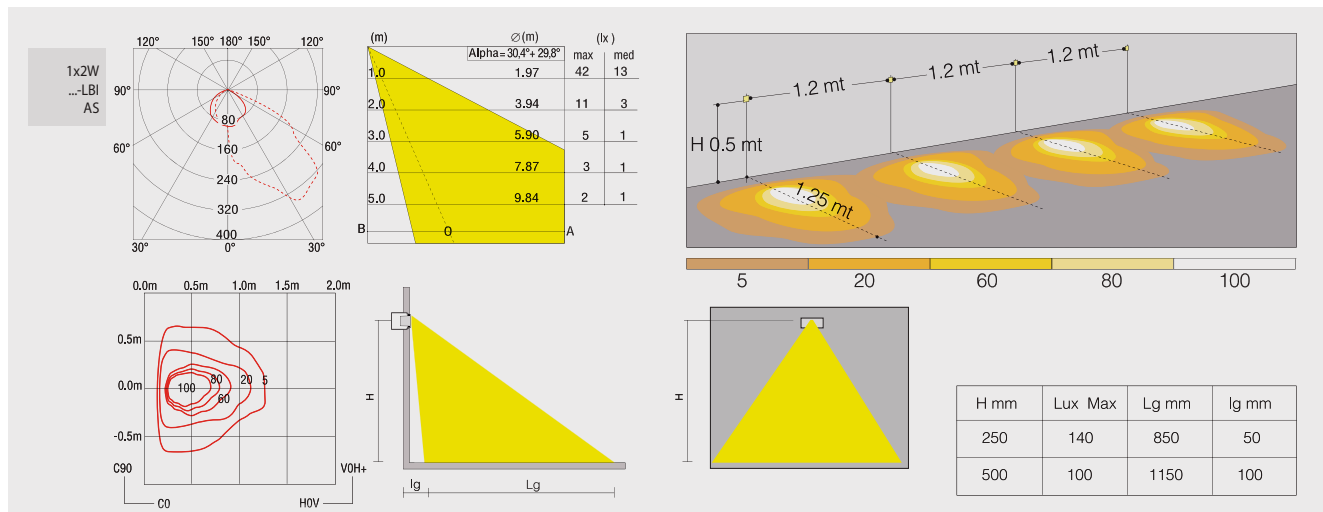 1x2W
...-LBI
AS
120° 150° 180° 150° 120°
90° 90°
60° 60°
80
160
240
320
400
30° 0° 30°
(m) ∅(m) (lx )
Alpha= 30,4°+ 29,8° max med
1.0 1.97 42 13
2.0 3.94 11 3
3.0 5.90 5 1
4.0 7.87 3 1
5.0 9.84 2 1
B O A
1.2 mt
1.2 mt
1.2 mt
H 0.5 mt
1.25 mt
5 20 60 80 100
0.0m 0.5m 1.0m 1.5m 2.0m
0.5m
0.0m
-0.5m
100 80 60 20 5
C90 V0H+
C0 H0V
H
lg Lg
H
H mm Lux Max Lg mm lg mm
250 140 850 50
500 100 1150 100